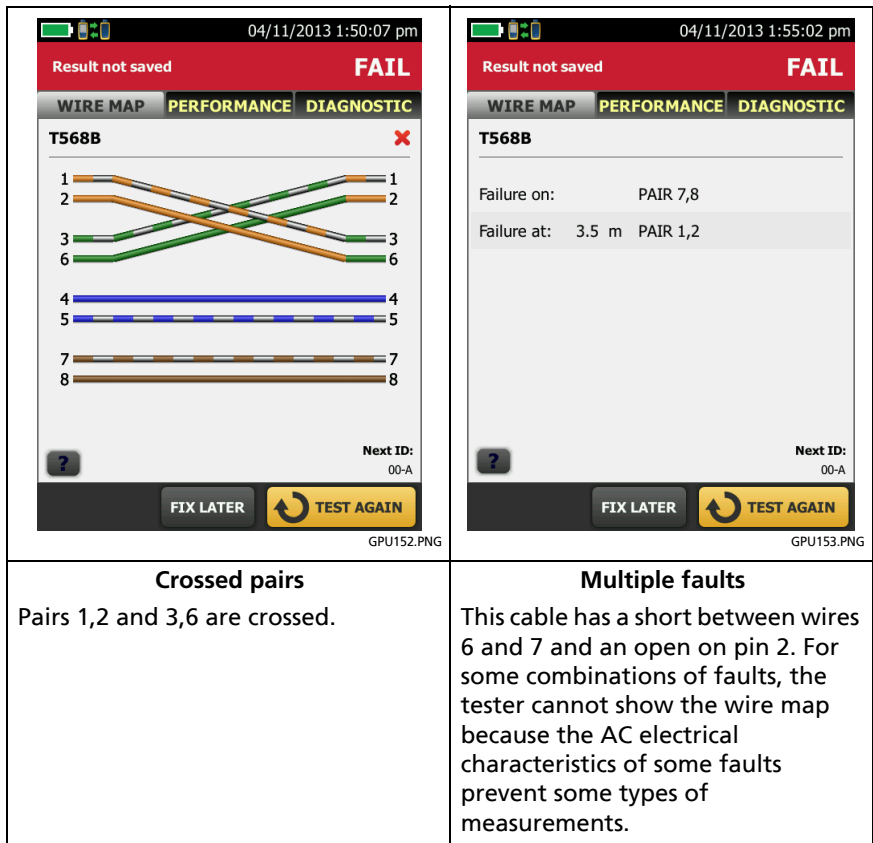 04/11/2013 1:50:07 pm
Result not saved FAIL
WIRE MAP PERFORMANCE DIAGNOSTIC
T568B
1 1
2 2
3 3
6 6
4 4
5 5
7 7
8 8
Next ID:
? 00-A
FIX LATER TEST AGAIN
GPU152.PNG
Crossed pairs
Pairs 1,2 and 3,6 are crossed.
04/11/2013 1:55:02 pm
Result not saved FAIL
WIRE MAP PERFORMANCE DIAGNOSTIC
T568B
Failure on: PAIR 7,8
Failure at: 3.5 m PAIR 1,2
Next ID:
? 00-A
FIX LATER TEST AGAIN
GPU153.PNG
Multiple faults
This cable has a short between wires
6 and 7 and an open on pin 2. For
some combinations of faults, the
tester cannot show the wire map
because the AC electrical
characteristics of some faults
prevent some types of
measurements.